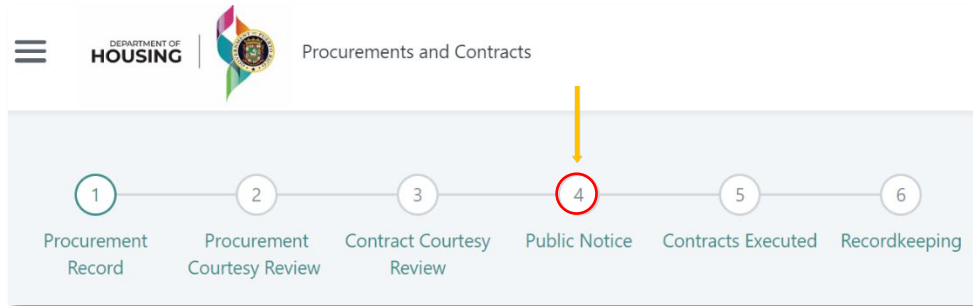 DEPARTMENT OF
HOUSING
Procurements and Contracts
1
2
3
4
5
6
Procurement
Record
Procurement
Courtesy Review
Contract Courtesy
Review
Public Notice
Contracts Executed
Recordkeeping